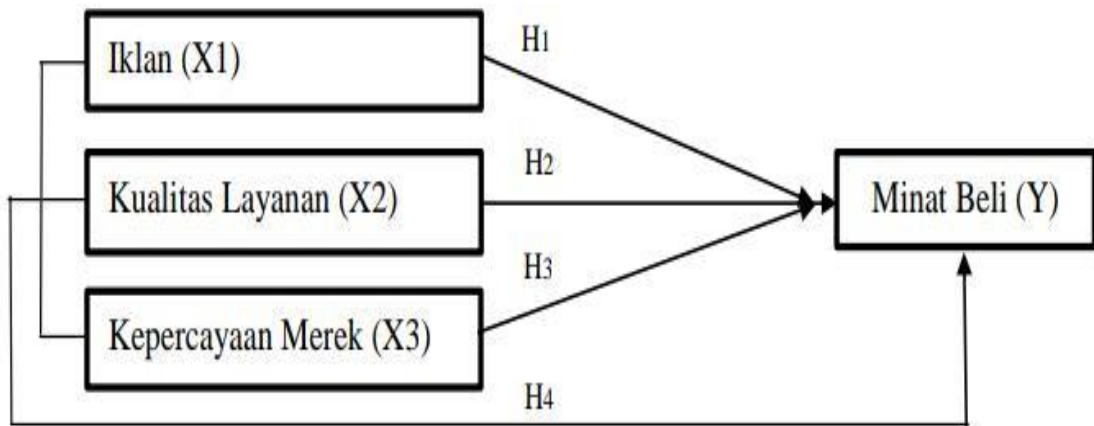 Iklan (X1)
H1
Kualitas Layanan (X2)
H2
Minat Beli (Y)
Kepercayaan Merek (X3)
H3
H4